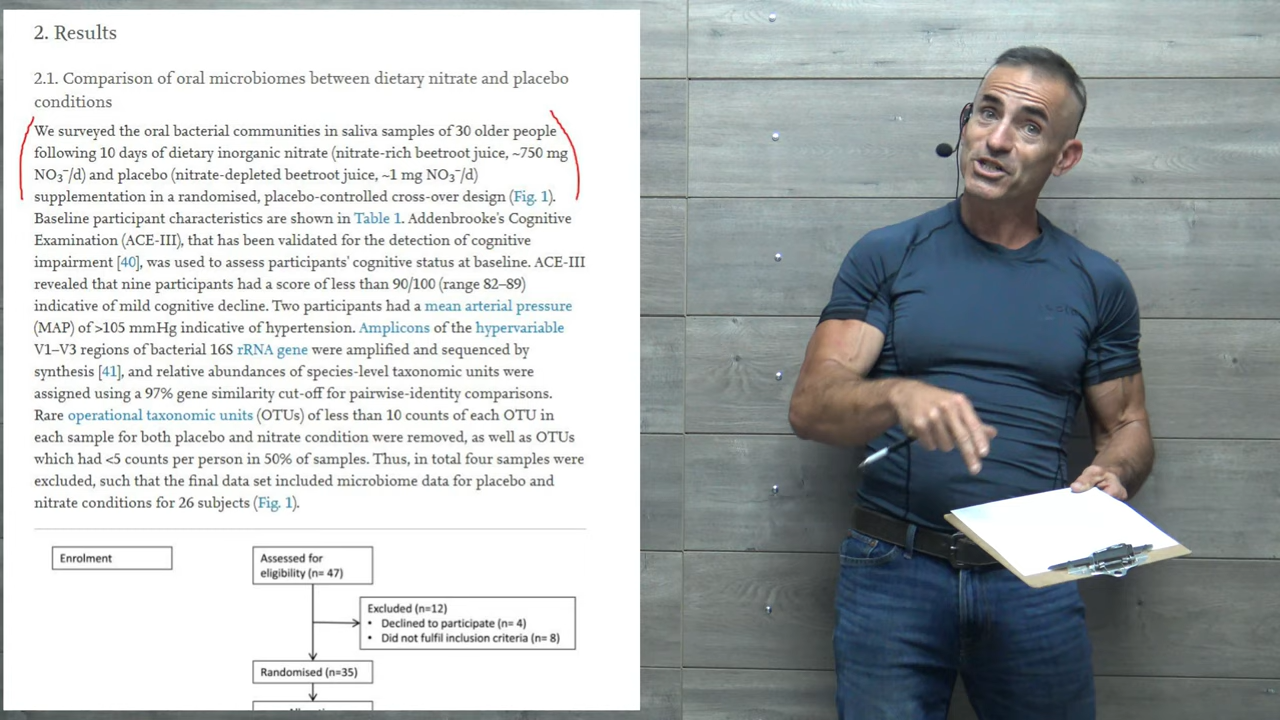 2. Results
2.1. Comparison of oral microbiomes between dietary nitrate and placebo
conditions
We surveyed the oral bacterial communities in saliva samples of 30 older people
following 10 days of dietary inorganic nitrate (nitrate-rich beetroot juice, ~750 mg
NO₃⁻/d) and placebo (nitrate-depleted beetroot juice, ~1 mg NO₃⁻/d)
supplementation in a randomised, placebo-controlled cross-over design (Fig. 1).
Baseline participant characteristics are shown in Table 1. Addenbrooke's Cognitive
Examination (ACE-III), that has been validated for the detection of cognitive
impairment [40], was used to assess participants' cognitive status at baseline. ACE-III
revealed that nine participants had a score of less than 90/100 (range 82–89)
indicative of mild cognitive decline. Two participants had a mean arterial pressure
(MAP) of >105 mmHg indicative of hypertension. Amplicons of the hypervariable
V1–V3 regions of bacterial 16S rRNA gene were amplified and sequenced by
synthesis [41], and relative abundances of species-level taxonomic units were
assigned using a 97% gene similarity cut-off for pairwise-identity comparisons.
Rare operational taxonomic units (OTUs) of less than 10 counts of each OTU in
each sample for both placebo and nitrate condition were removed, as well as OTUs
which had <5 counts per person in 50% of samples. Thus, in total four samples were
excluded, such that the final data set included microbiome data for placebo and
nitrate conditions for 26 subjects (Fig. 1).
Enrolment
Assessed for
eligibility (n= 47)
Excluded (n=12)
• Declined to participate (n= 4)
• Did not fulfil inclusion criteria (n= 8)
Randomised (n=35)